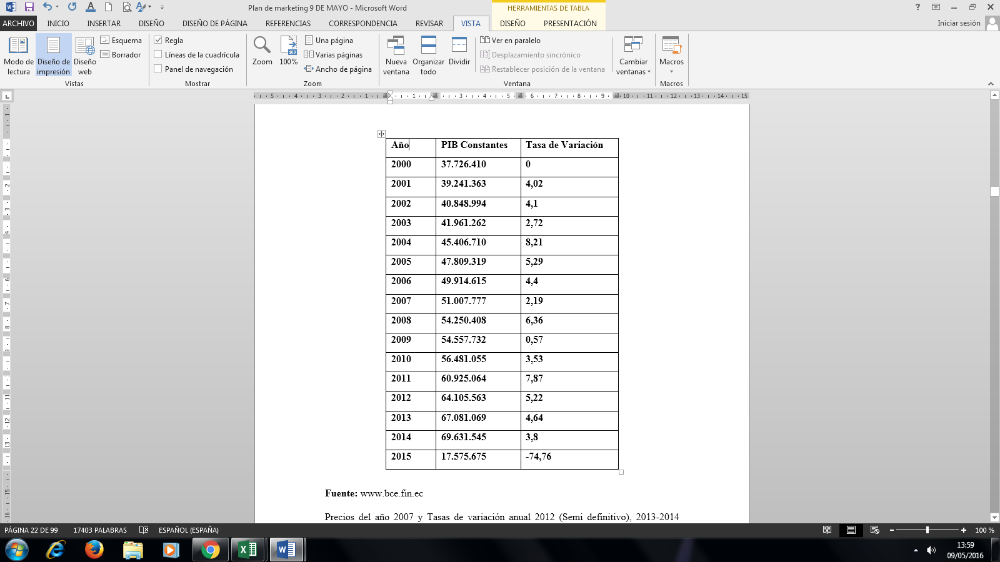 Plan de marketing 9 DE MAYO - Microsoft Word
HERRAMIENTAS DE TABLA
ARCHIVO INICIO INSERTAR DISEÑO DISEÑO DE PÁGINA REFERENCIAS CORRESPONDENCIA REVISAR VISTA DISEÑO PRESENTACIÓN Iniciar sesión
Modo de lectura
Diseño de impresión
Diseño web
Esquema
Borrador
Vistas
Regla
Líneas de la cuadrícula
Panel de navegación
Mostrar
Zoom
100%
Una página
Varias páginas
Ancho de página
Zoom
Nueva ventana
Organizar todo
Dividir
Ver en paralelo
Desplazamiento sincrónico
Restablecer posición de la ventana
Ventana
Cambiar ventanas
Macros
Macros
Año PIB Constantes Tasa de Variación
2000 37.726.410 0
2001 39.241.363 4,02
2002 40.848.994 4,1
2003 41.961.262 2,72
2004 45.406.710 8,21
2005 47.809.319 5,29
2006 49.914.615 4,4
2007 51.007.777 2,19
2008 54.250.408 6,36
2009 54.557.732 0,57
2010 56.481.055 3,53
2011 60.925.064 7,87
2012 64.105.563 5,22
2013 67.081.069 4,64
2014 69.631.545 3,8
2015 17.575.675 -74,76
Fuente: www.bce.fin.ec
Precios del año 2007 y Tasas de variación anual 2012 (Semi definitivo), 2013-2014
PÁGINA 22 DE 99 17403 PALABRAS ESPAÑOL (ESPAÑA) 100 %
13:59
09/05/2016